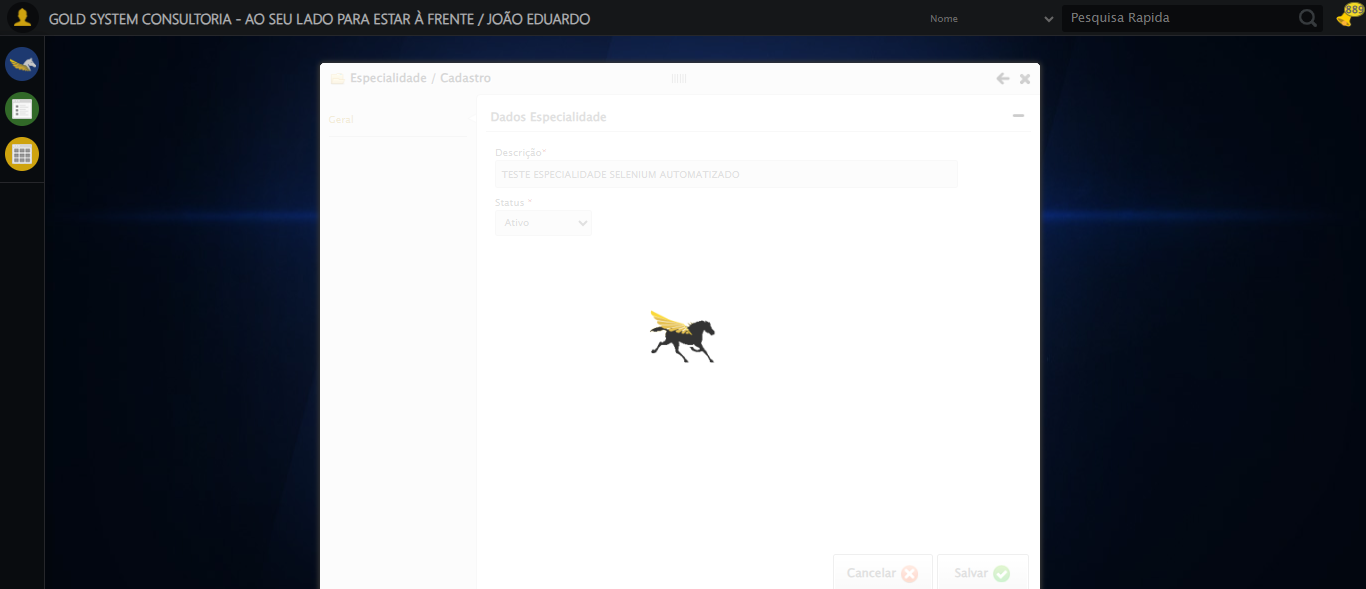 GOLD SYSTEM CONSULTORIA - AO SEU LADO PARA ESTAR À FRENTE / JOÃO EDUARDO
Nome
Pesquisa Rapida
889
Especialidade / Cadastro
Geral
Dados Especialidade
Descrição*
TESTE ESPECIALIDADE SELENIUM AUTOMATIZADO
Status *
Ativo
Cancelar
Salvar